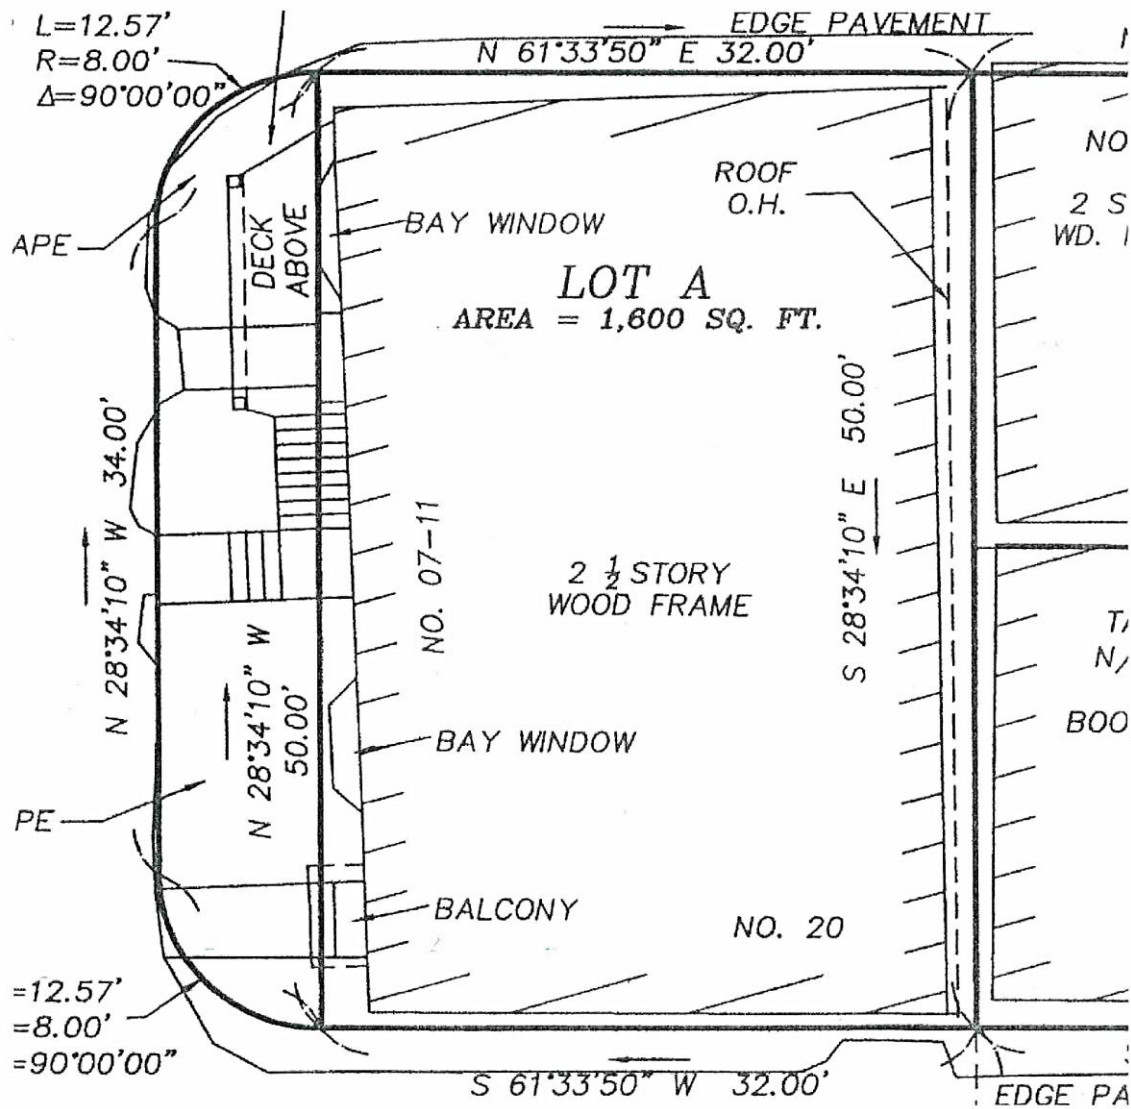 L=12.57'
R=8.00'
Δ=90°00'00"
EDGE PAVEMENT
N 61°33'50" E 32.00'
NO
2 S
WD.
ROOF
O.H.
APE
DECK
ABOVE
BAY WINDOW
LOT A
AREA = 1,600 SQ. FT.
N 28°34'10" W 34.00'
S 28°34'10" E 50.00'
NO. 07-11
2 ½ STORY
WOOD FRAME
N 28°34'10" W
50.00'
N/
BOO
BAY WINDOW
PE
BALCONY
NO. 20
=12.57'
=8.00'
=90°00'00"
S 61°33'50" W 32.00'
EDGE PA